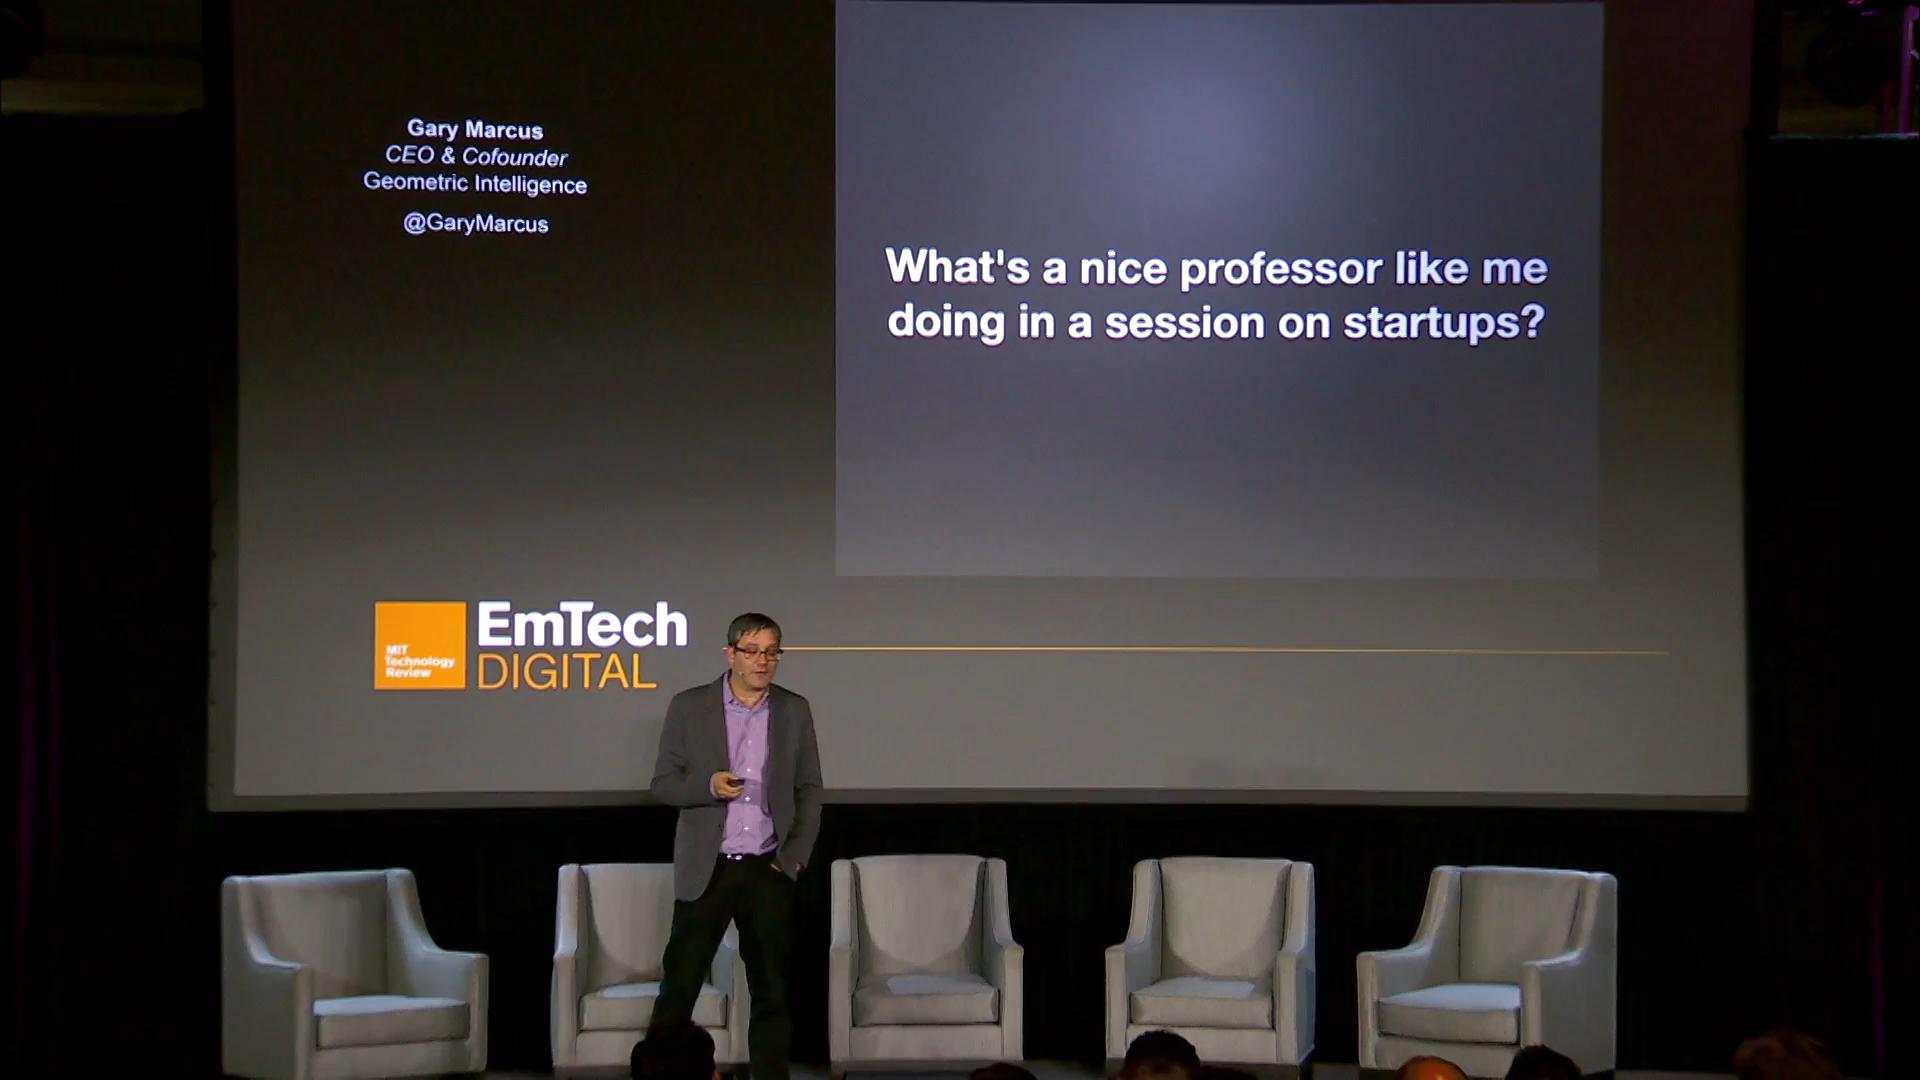 Gary Marcus
CEO & Cofounder
Geometric Intelligence
@GaryMarcus
What's a nice professor like me
doing in a session on startups?
MIT
Technology
Review
EmTech
DIGITAL